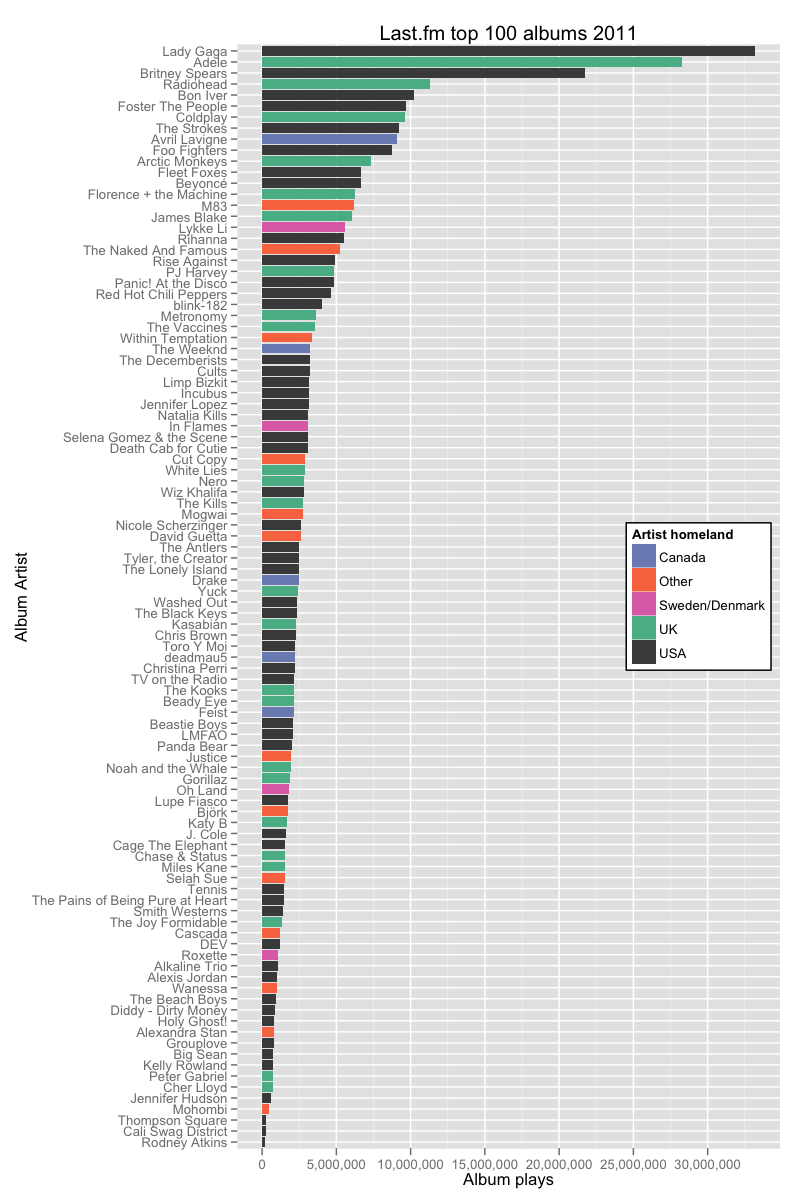 Last.fm top 100 albums 2011
Lady Gaga
Adele
Britney Spears
Radiohead
Bon Iver
Foster The People
Coldplay
The Strokes
Avril Lavigne
Foo Fighters
Arctic Monkeys
Fleet Foxes
Beyoncé
Florence + the Machine
M83
James Blake
Lykke Li
Rihanna
The Naked And Famous
Rise Against
PJ Harvey
Panic! At the Disco
Red Hot Chili Peppers
blink-182
Metronomy
The Vaccines
Within Temptation
The Weeknd
The Decemberists
Cults
Limp Bizkit
Incubus
Jennifer Lopez
Natalia Kills
In Flames
Selena Gomez & the Scene
Death Cab for Cutie
Cut Copy
White Lies
Nero
Wiz Khalifa
The Kills
Mogwai
Nicole Scherzinger
David Guetta
The Antlers
Tyler, the Creator
The Lonely Island
Drake
Yuck
Washed Out
The Black Keys
Kasabian
Chris Brown
Toro Y Moi
deadmau5
Christina Perri
TV on the Radio
The Kooks
Beady Eye
Feist
Beastie Boys
LMFAO
Panda Bear
Justice
Noah and the Whale
Gorillaz
Oh Land
Lupe Fiasco
Björk
Katy B
J. Cole
Cage The Elephant
Chase & Status
Miles Kane
Selah Sue
Tennis
The Pains of Being Pure at Heart
Smith Westerns
The Joy Formidable
Cascada
DEV
Roxette
Alkaline Trio
Alexis Jordan
Wanessa
The Beach Boys
Diddy - Dirty Money
Holy Ghost!
Alexandra Stan
Grouplove
Big Sean
Kelly Rowland
Peter Gabriel
Cher Lloyd
Jennifer Hudson
Mohombi
Thompson Square
Cali Swag District
Rodney Atkins
Album Artist
Artist homeland
Canada
Other
Sweden/Denmark
UK
USA
0 5,000,000 10,000,000 15,000,000 20,000,000 25,000,000 30,000,000
Album plays